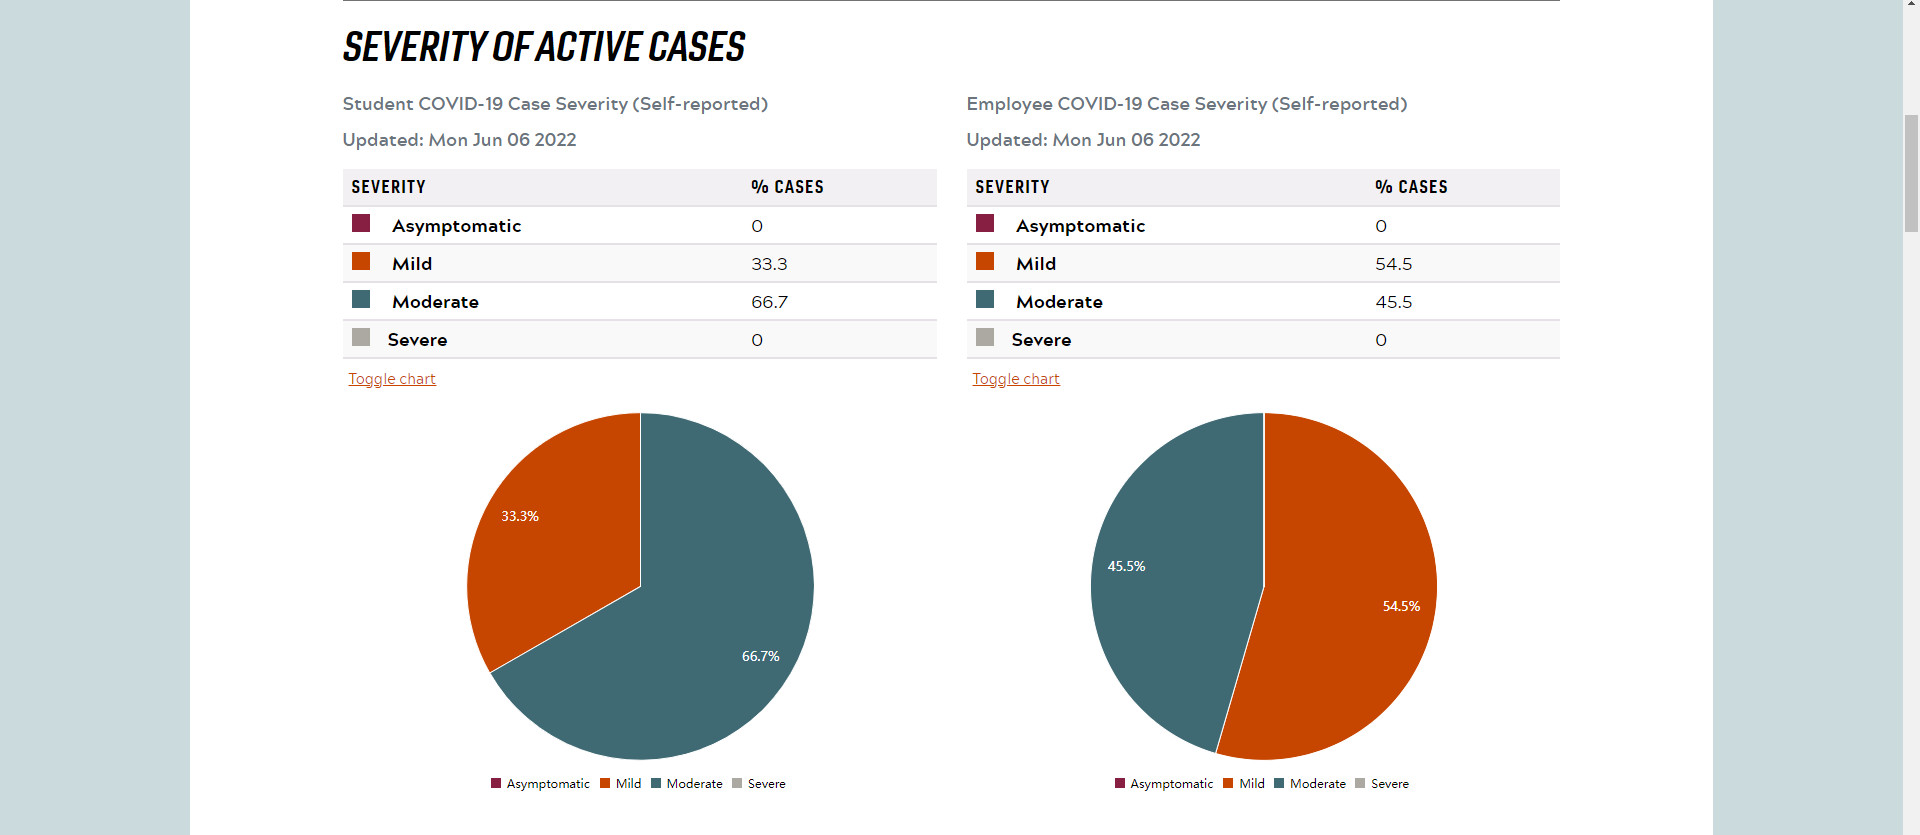 SEVERITY OF ACTIVE CASES
Student COVID-19 Case Severity (Self-reported)
Updated: Mon Jun 06 2022
SEVERITY % CASES
Asymptomatic 0
Mild 33.3
Moderate 66.7
Severe 0
Toggle chart
33.3%
66.7%
Asymptomatic Mild Moderate Severe
Employee COVID-19 Case Severity (Self-reported)
Updated: Mon Jun 06 2022
SEVERITY % CASES
Asymptomatic 0
Mild 54.5
Moderate 45.5
Severe 0
Toggle chart
45.5%
54.5%
Asymptomatic Mild Moderate Severe